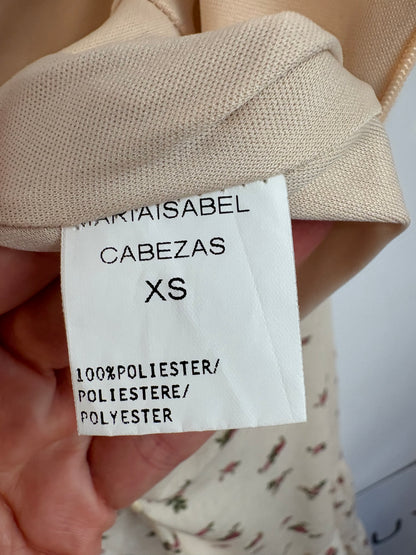 MARIAISABEL
CABEZAS
XS
100%POLIESTER/
POLIESTERE/
POLYESTER